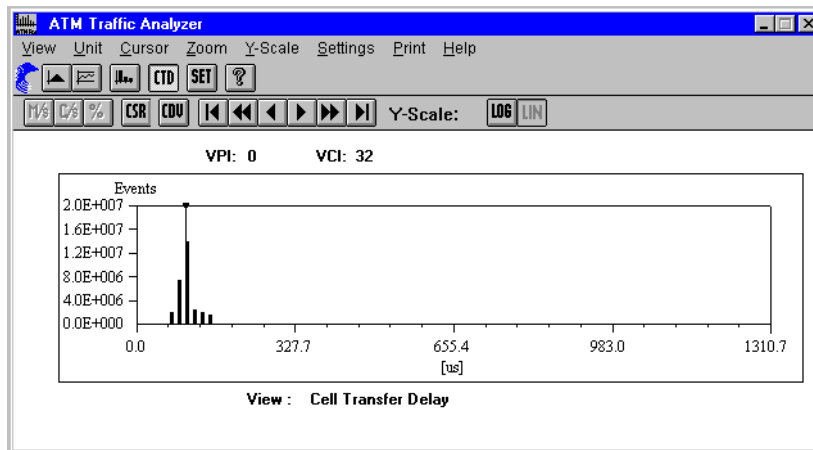 ATM Traffic Analyzer
View Unit Cursor Zoom Y-Scale Settings Print Help
CTD SET ?
M/s C/s % CSR CDV Y-Scale: LOG LIN
VPI: 0 VCI: 32
Events
2.0E+007
1.6E+007
1.2E+007
8.0E+006
4.0E+006
0.0E+000
0.0 327.7 655.4 983.0 1310.7
[us]
View : Cell Transfer Delay